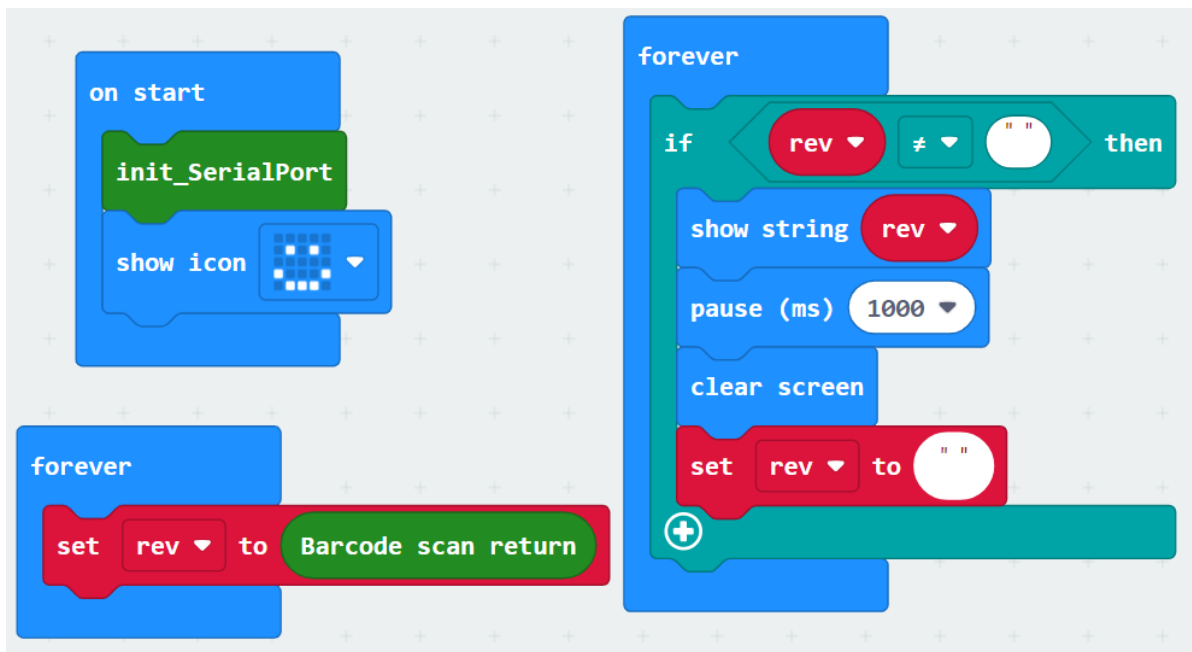 on start
init_SerialPort
show icon
forever
set rev to Barcode scan return
forever
if rev ≠ " " then
show string rev
pause (ms) 1000
clear screen
set rev to " "